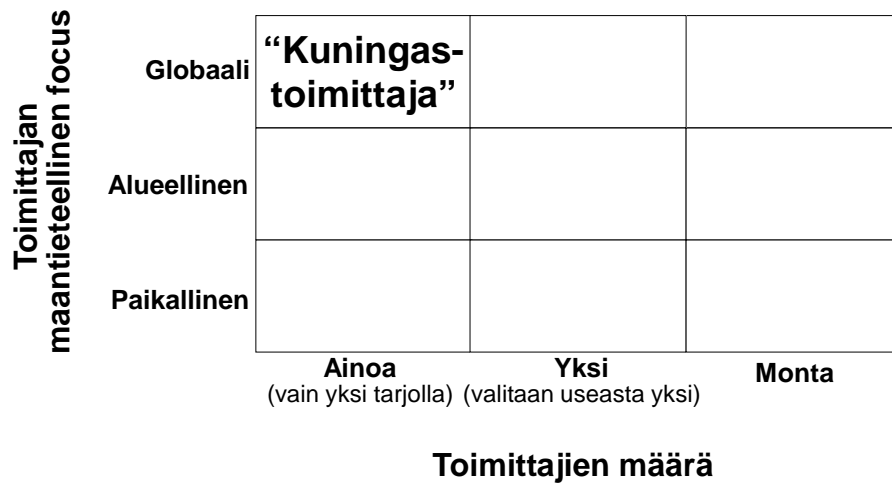 Toimittajan
maantieteellinen focus
Globaali
“Kuningas-
toimittaja”
Alueellinen
Paikallinen
Ainoa
(vain yksi tarjolla)
Yksi
(valitaan useasta yksi)
Monta
Toimittajien määrä